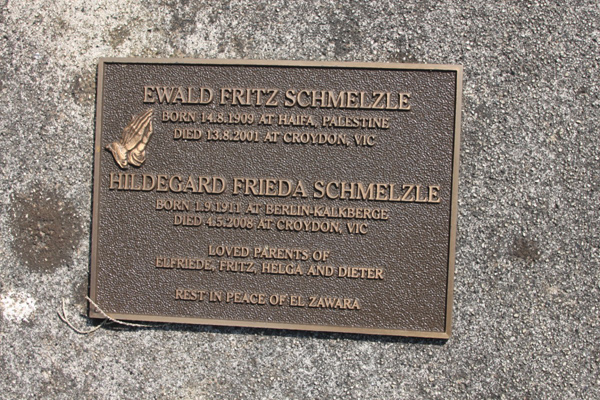 EWALD FRITZ SCHMELZLE
BORN 14.8.1909 AT HAIFA, PALESTINE
DIED 13.8.2001 AT CROYDON, VIC
HILDEGARD FRIEDA SCHMELZLE
BORN 1.9.1911 AT BERLIN-KALKBERGE
DIED 4.5.2008 AT CROYDON, VIC
LOVED PARENTS OF
ELFRIEDE, FRITZ, HELGA AND DIETER
REST IN PEACE OF EL ZAWARA